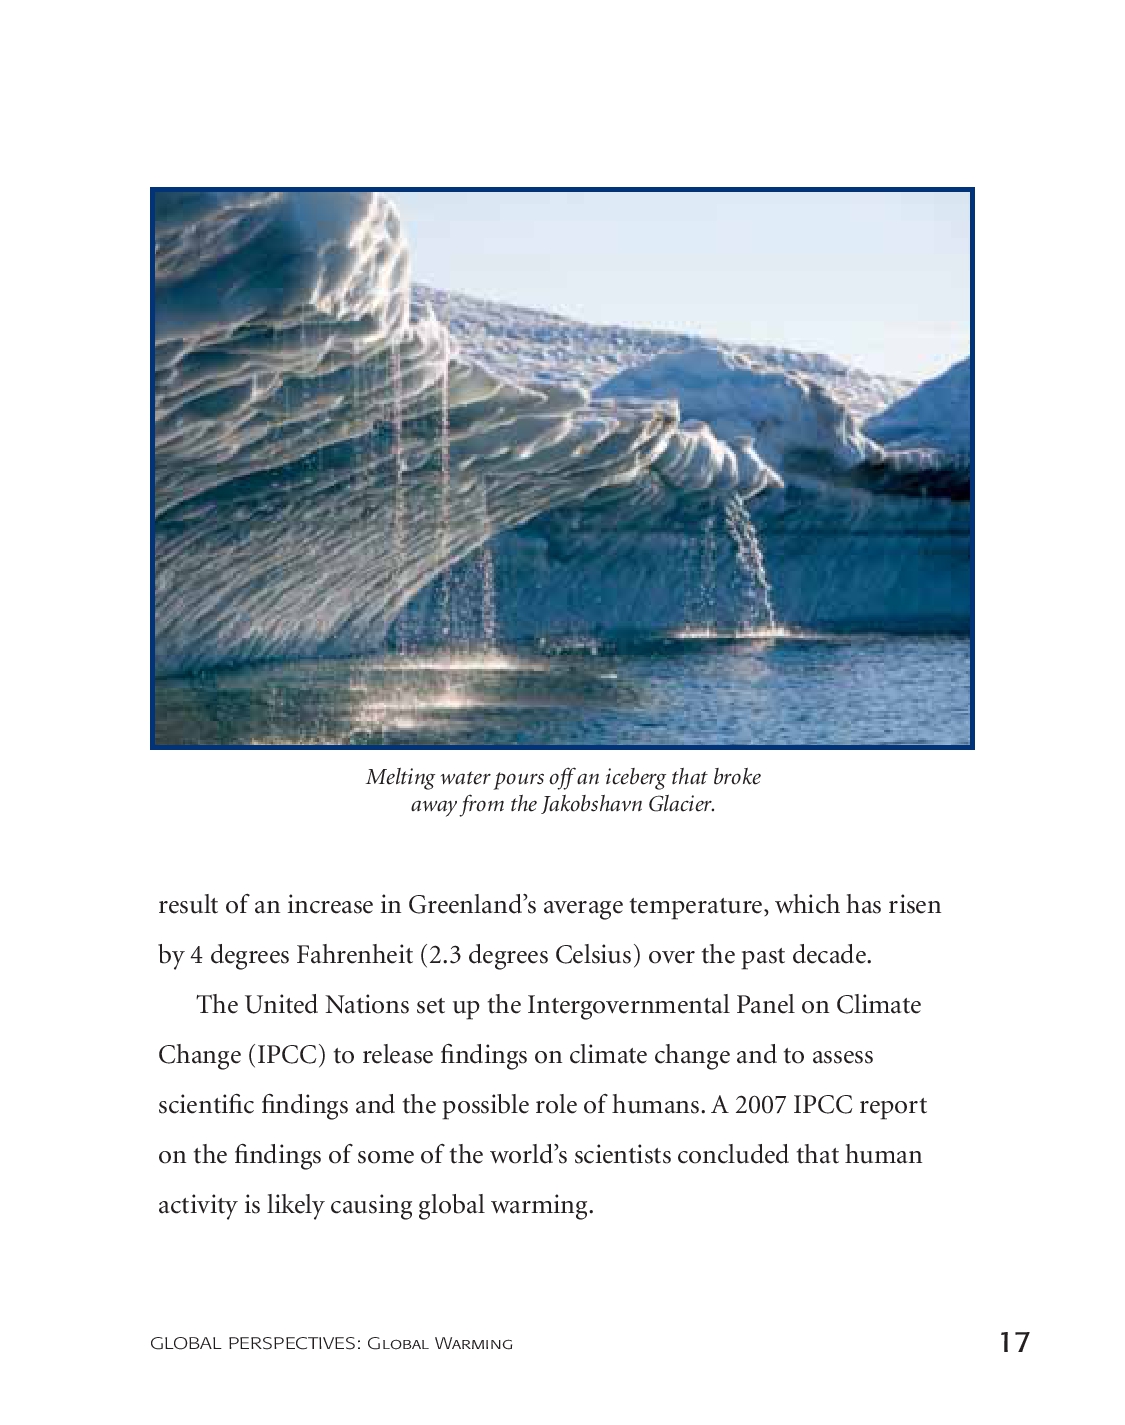 Melting water pours off an iceberg that broke
away from the Jakobshavn Glacier.
result of an increase in Greenland’s average temperature, which has risen
by 4 degrees Fahrenheit (2.3 degrees Celsius) over the past decade.
The United Nations set up the Intergovernmental Panel on Climate
Change (IPCC) to release findings on climate change and to assess
scientific findings and the possible role of humans. A 2007 IPCC report
on the findings of some of the world’s scientists concluded that human
activity is likely causing global warming.
GLOBAL PERSPECTIVES: Global Warming 17